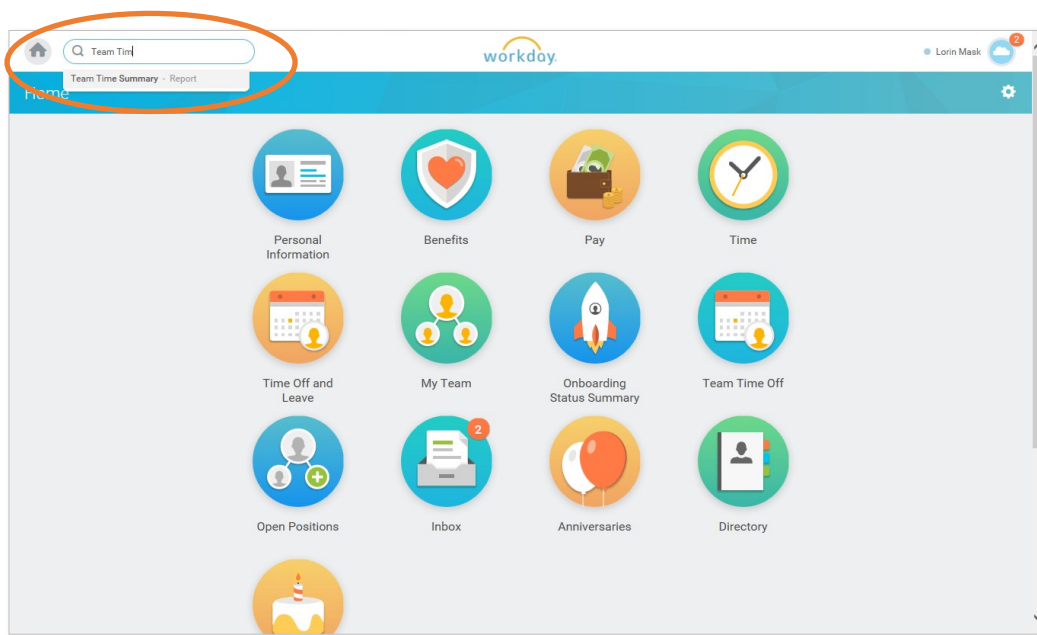 Team Tim
workday.
Lorin Mask
2
Team Time Summary - Report
Home
Personal
Information
Benefits
Pay
Time
Time Off and
Leave
My Team
Onboarding
Status Summary
Team Time Off
Open Positions
2
Inbox
Anniversaries
Directory